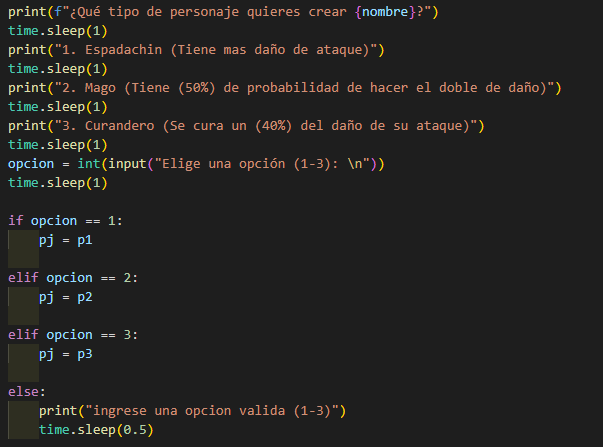 print(f"¿Qué tipo de personaje quieres crear {nombre}?")
time.sleep(1)
print("1. Espadachin (Tiene mas daño de ataque)")
time.sleep(1)
print("2. Mago (Tiene (50%) de probabilidad de hacer el doble de daño)")
time.sleep(1)
print("3. Curandero (Se cura un (40%) del daño de su ataque)")
time.sleep(1)
opcion = int(input("Elige una opción (1-3): \n"))
time.sleep(1)

if opcion == 1:
    pj = p1

elif opcion == 2:
    pj = p2

elif opcion == 3:
    pj = p3

else:
    print("ingrese una opcion valida (1-3)")
    time.sleep(0.5)